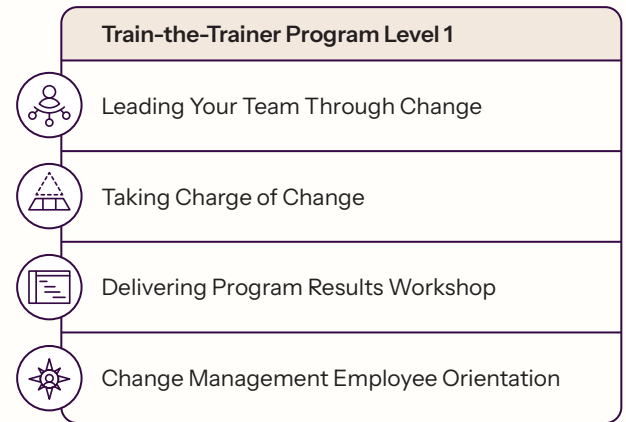 Train-the-Trainer Program Level 1
Leading Your Team Through Change
Taking Charge of Change
Delivering Program Results Workshop
Change Management Employee Orientation